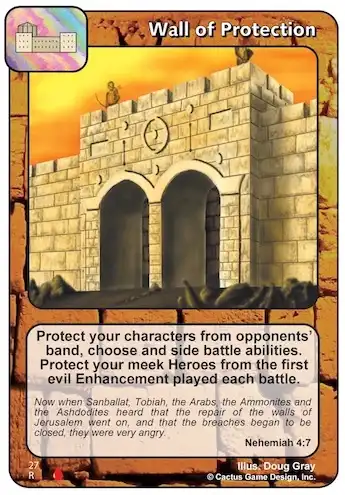 Wall of Protection
Protect your characters from opponents'
band, choose and side battle abilities.
Protect your meek Heroes from the first
evil Enhancement played each battle.
Now when Sanballat, Tobiah, the Arabs, the Ammonites and
the Ashdodites heard that the repair of the walls of
Jerusalem went on, and that the breaches began to be
closed, they were very angry.
Nehemiah 4:7
27
R
Illus. Doug Gray
© Cactus Game Design, Inc.